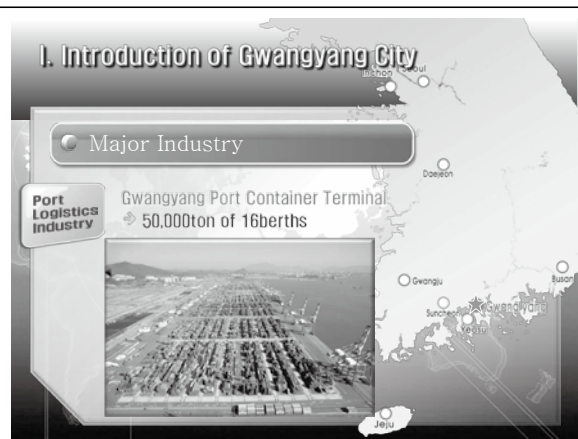 I. Introduction of Gwangyang City
Major Industry
Port
Logistics
Industry
Gwangyang Port Container Terminal
50,000ton of 16berths
Inchon
Seoul
Daejeon
Gwangju
Busan
Suncheon
Gwangyang
Yeosu
Jeju